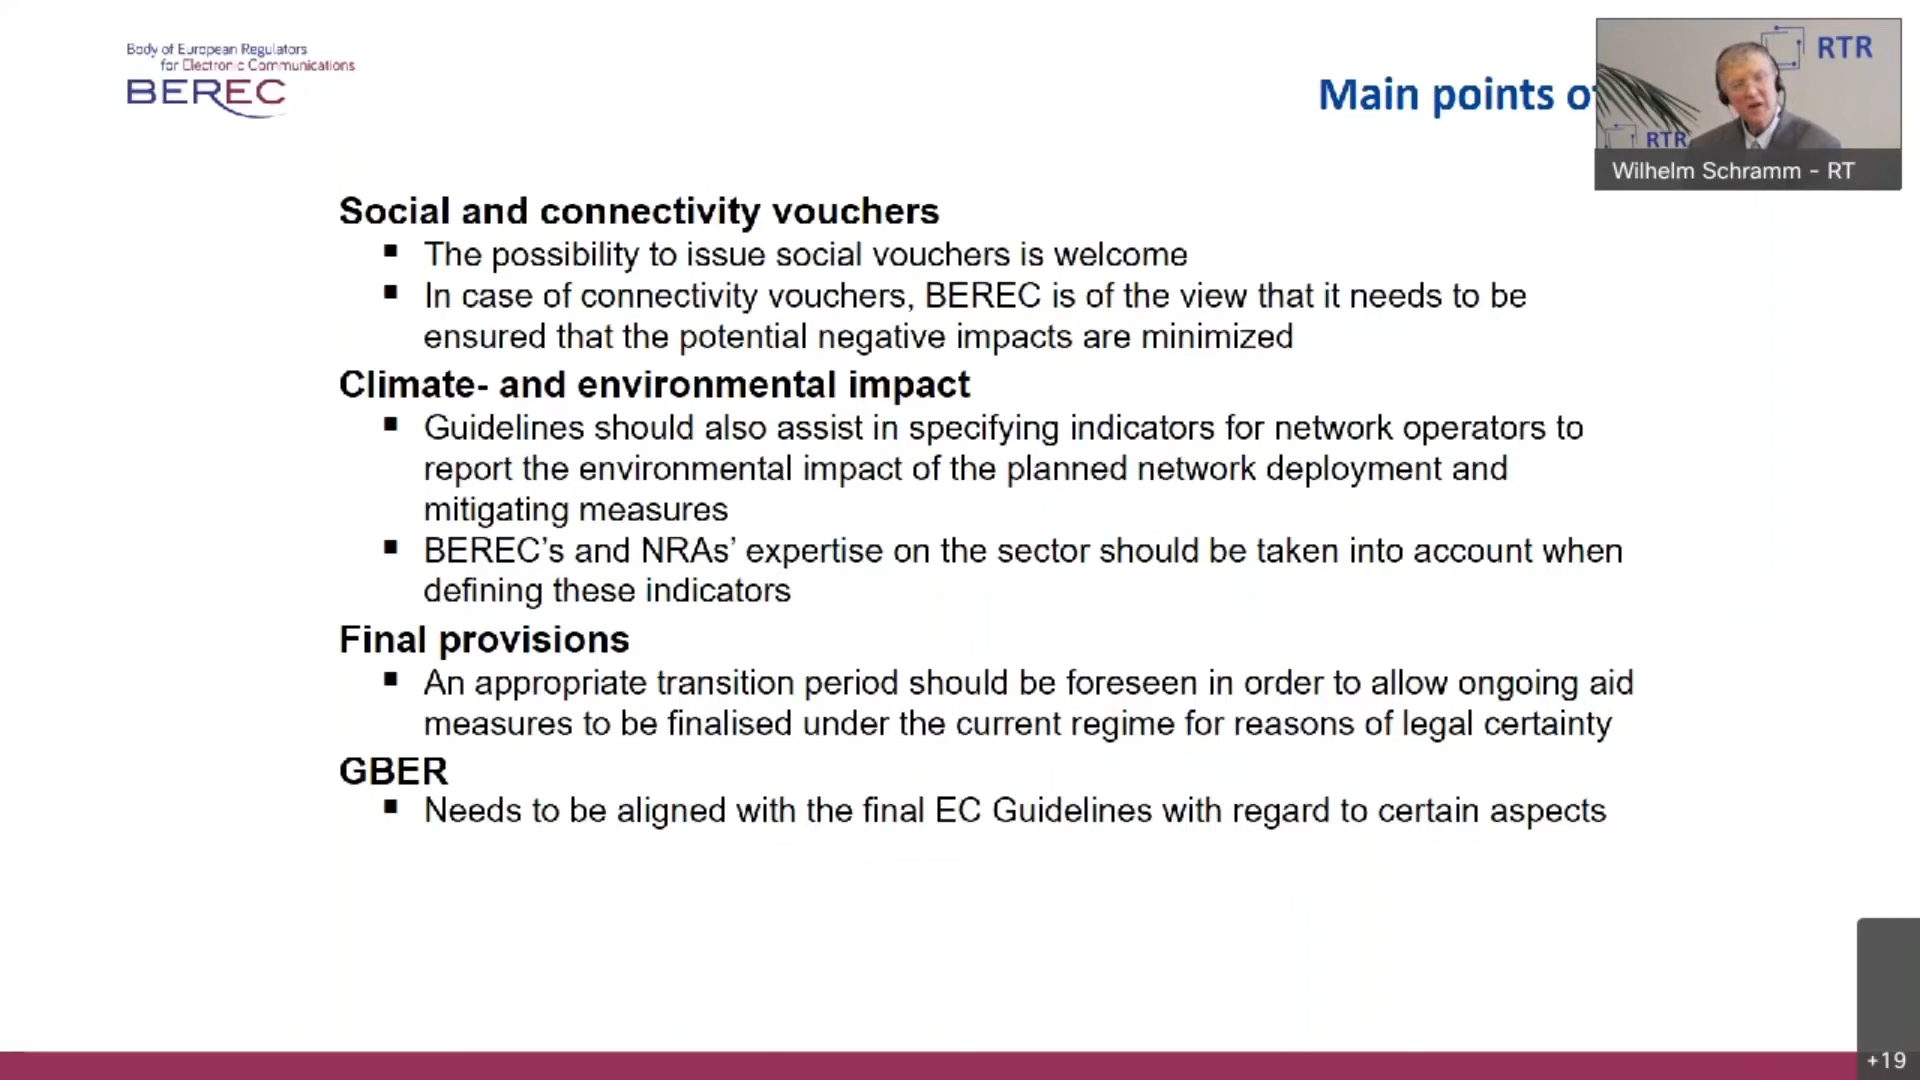 Body of European Regulators
for Electronic Communications
BEREC
Main points of
RTR
RTR
Wilhelm Schramm - RT
Social and connectivity vouchers
▪ The possibility to issue social vouchers is welcome
▪ In case of connectivity vouchers, BEREC is of the view that it needs to be
ensured that the potential negative impacts are minimized
Climate- and environmental impact
▪ Guidelines should also assist in specifying indicators for network operators to
report the environmental impact of the planned network deployment and
mitigating measures
▪ BEREC’s and NRAs’ expertise on the sector should be taken into account when
defining these indicators
Final provisions
▪ An appropriate transition period should be foreseen in order to allow ongoing aid
measures to be finalised under the current regime for reasons of legal certainty
GBER
▪ Needs to be aligned with the final EC Guidelines with regard to certain aspects
+19